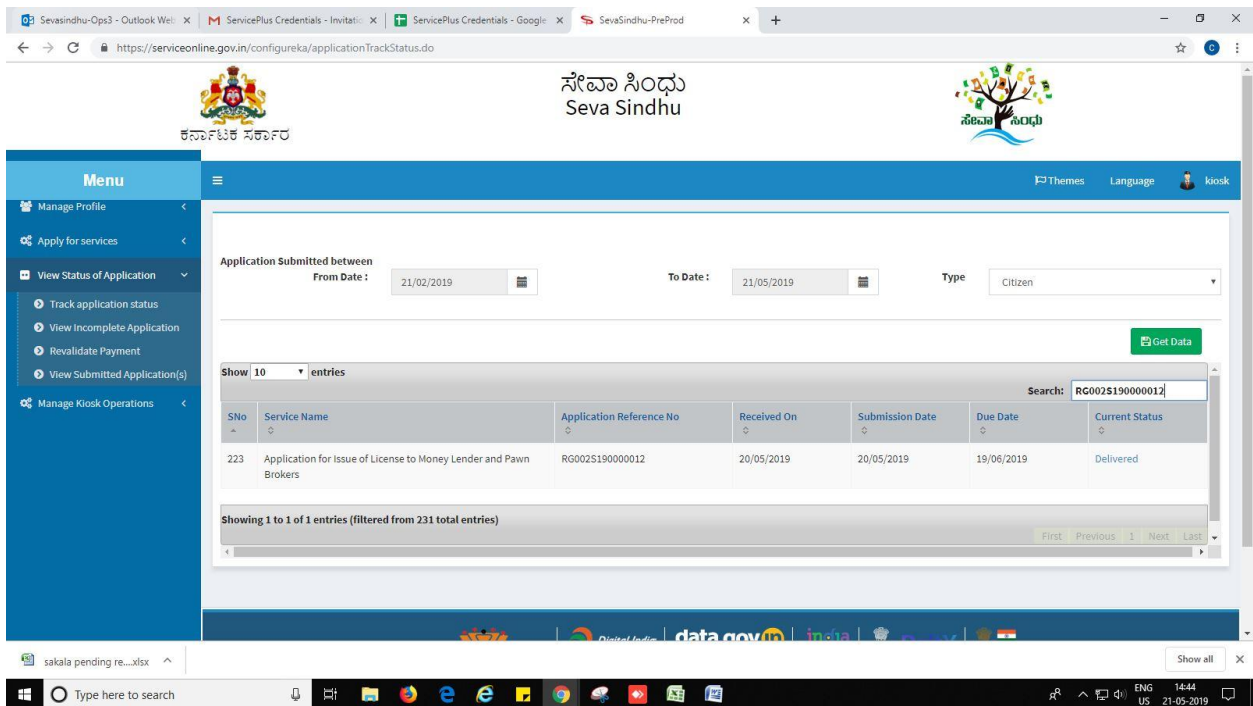 Sevasindhu-Ops3 - Outlook Web
ServicePlus Credentials - Invitatio
ServicePlus Credentials - Google
SevaSindhu-PreProd
https://serviceonline.gov.in/configureka/applicationTrackStatus.do
C
ಕರ್ನಾಟಕ ಸರ್ಕಾರ
ಸೇವಾ ಸಿಂಧು
Seva Sindhu
ಸೇವಾ ಸಿಂಧು
Menu
Themes Language kiosk
Manage Profile
Apply for services
View Status of Application
Track application status
View Incomplete Application
Revalidate Payment
View Submitted Application(s)
Manage Kiosk Operations
Application Submitted between
From Date : 21/02/2019 To Date : 21/05/2019 Type Citizen
Get Data
Show 10 entries
Search: RG002S190000012
SNo Service Name Application Reference No Received On Submission Date Due Date Current Status
223 Application for Issue of License to Money Lender and Pawn RG002S190000012 20/05/2019 20/05/2019 19/06/2019 Delivered
Brokers
Showing 1 to 1 of 1 entries (filtered from 231 total entries)
First Previous 1 Next Last
Digital India data.gov.in india
sakala pending re....xlsx
Show all
Type here to search
ENG 14:44
US 21-05-2019